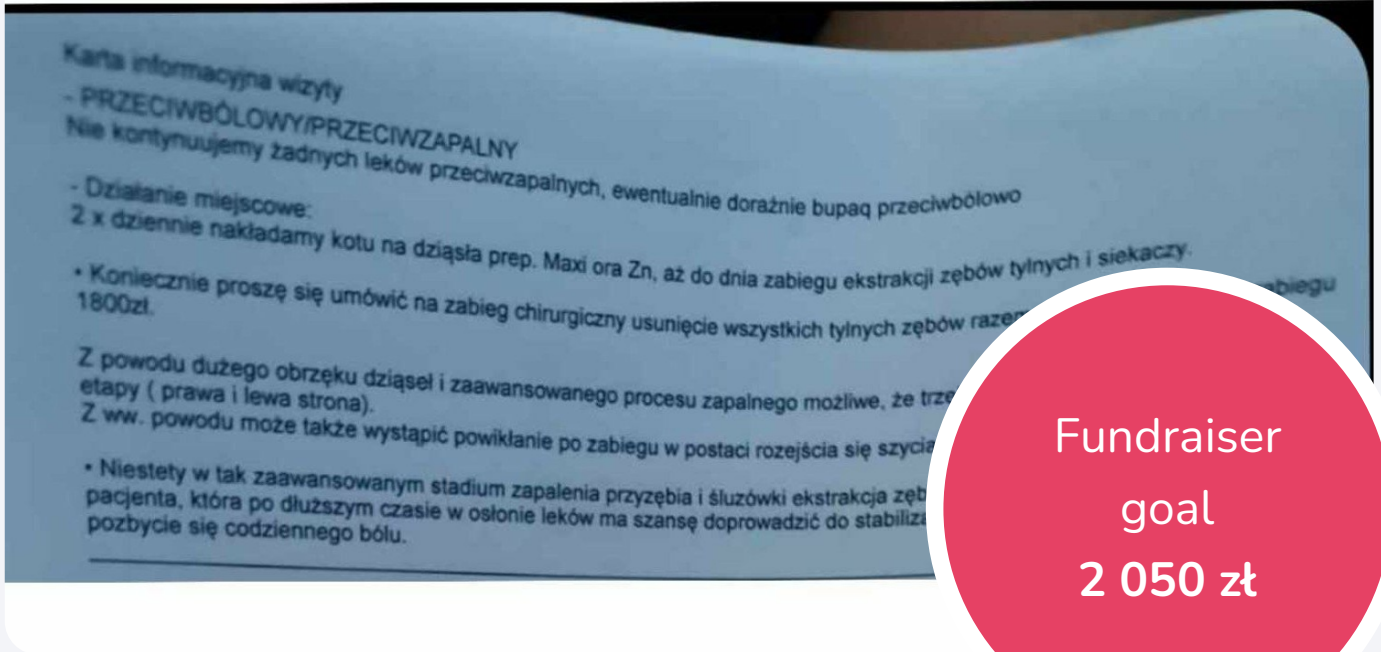 Karta informacyjna wizyty
- PRZECIWBÓLOWY/PRZECIWZAPALNY
Nie kontynuujemy żadnych leków przeciwzapalnych, ewentualnie doraźnie bupaq przeciwbólowo
- Działanie miejscowe:
2 x dziennie nakładamy kotu na dziąsła prep. Maxi ora Zn, aż do dnia zabiegu ekstrakcji zębów tylnych i siekaczy.
• Koniecznie proszę się umówić na zabieg chirurgiczny usunięcie wszystkich tylnych zębów
1800zł.
Z powodu dużego obrzęku dziąseł i zaawansowanego procesu zapalnego możliwe, że
etapy ( prawa i lewa strona).
Z ww. powodu może także wystąpić powikłanie po zabiegu w postaci rozejścia się
• Niestety w tak zaawansowanym stadium zapalenia przyzębia i śluzówki ekstrakcja
pacjenta, która po dłuższym czasie w osłonie leków ma szansę doprowadzić do
pozbycie się codziennego bólu.
Fundraiser
goal
2 050 zł